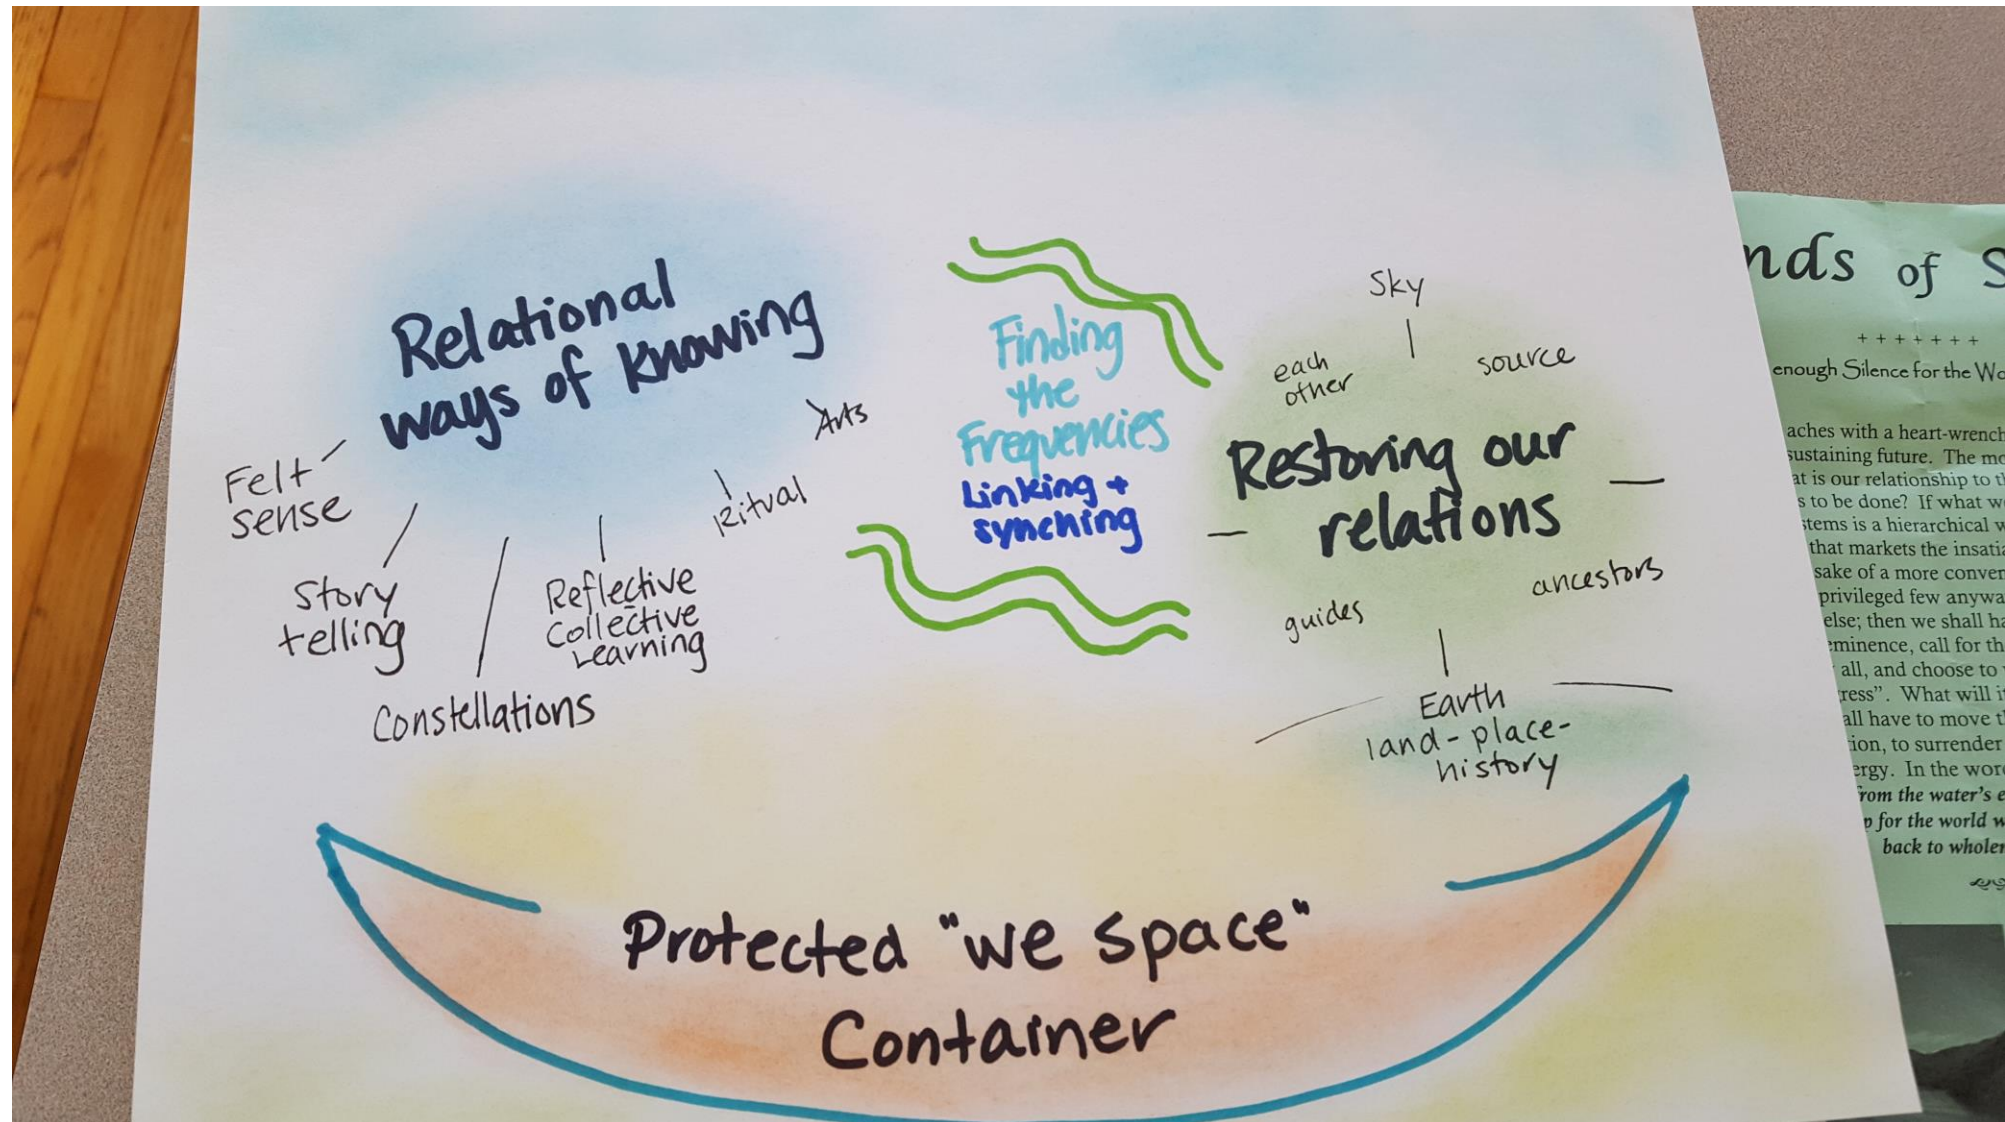 Relational
ways of knowing
Felt
sense
Story
telling
Constellations
Reflective
Collective
Learning
Ritual
Arts
Finding
the
Frequencies
Linking +
synching
Sky
each
other
source
Restoring our
relations
guides
ancestors
Earth
land-place-
history
Protected "we space"
Container
nds of S
+ + + + + + +
enough Silence for the Wo
aches with a heart-wrench
sustaining future. The mo
at is our relationship to th
s to be done? If what we
stems is a hierarchical w
that markets the insatia
sake of a more conven
privileged few anywa
else; then we shall ha
minence, call for th
all, and choose to
ress". What will it
all have to move th
ion, to surrender
ergy. In the wor
from the water's e
p for the world w
back to wholen